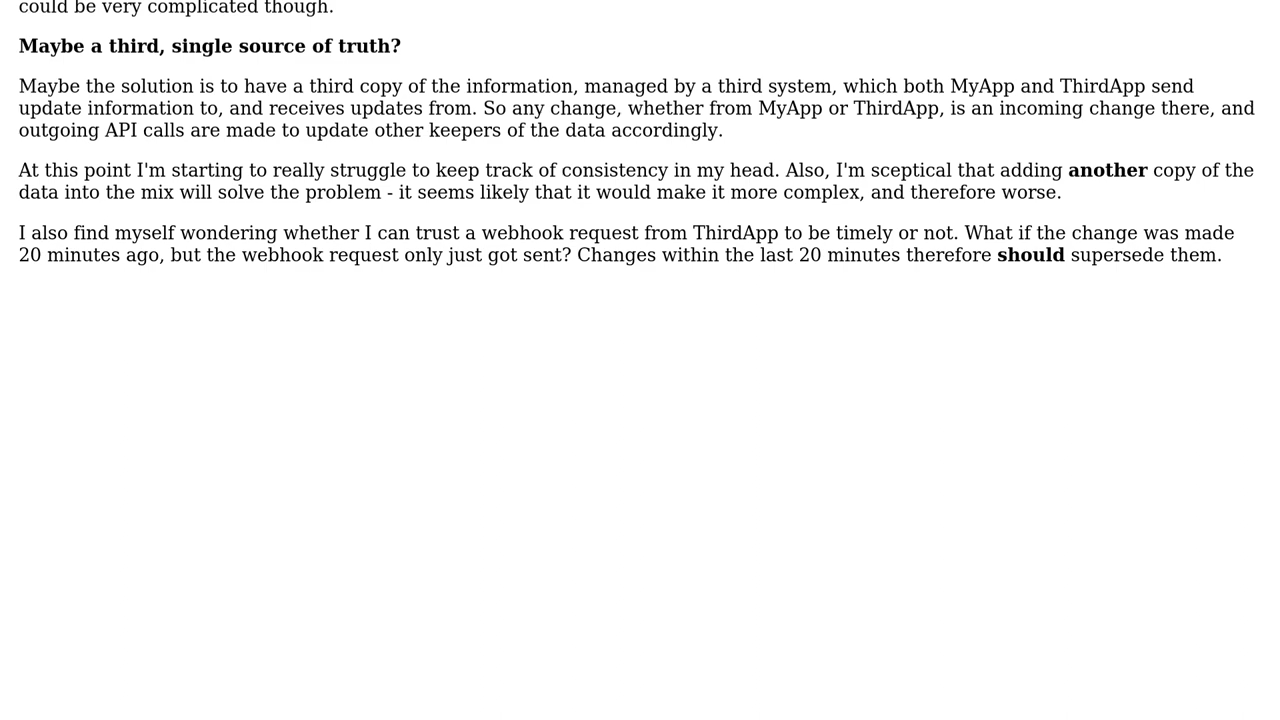 could be very complicated though.
Maybe a third, single source of truth?
Maybe the solution is to have a third copy of the information, managed by a third system, which both MyApp and ThirdApp send
update information to, and receives updates from. So any change, whether from MyApp or ThirdApp, is an incoming change there, and
outgoing API calls are made to update other keepers of the data accordingly.
At this point I'm starting to really struggle to keep track of consistency in my head. Also, I'm sceptical that adding another copy of the
data into the mix will solve the problem - it seems likely that it would make it more complex, and therefore worse.
I also find myself wondering whether I can trust a webhook request from ThirdApp to be timely or not. What if the change was made
20 minutes ago, but the webhook request only just got sent? Changes within the last 20 minutes therefore should supersede them.